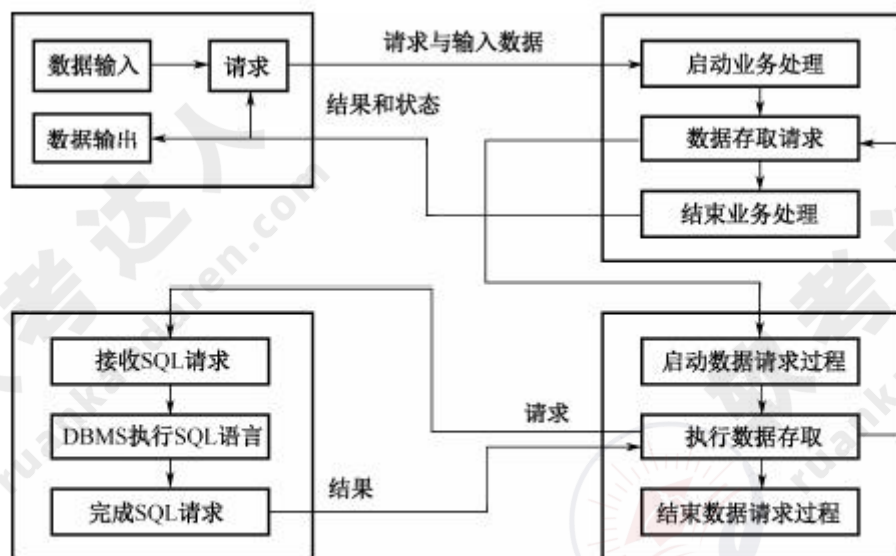 数据输入
请求
请求与输入数据
启动业务处理
结果和状态
数据输出
数据存取请求
结束业务处理
接收SQL请求
启动数据请求过程
请求
DBMS执行SQL语言
执行数据存取
结果
完成SQL请求
结束数据请求过程